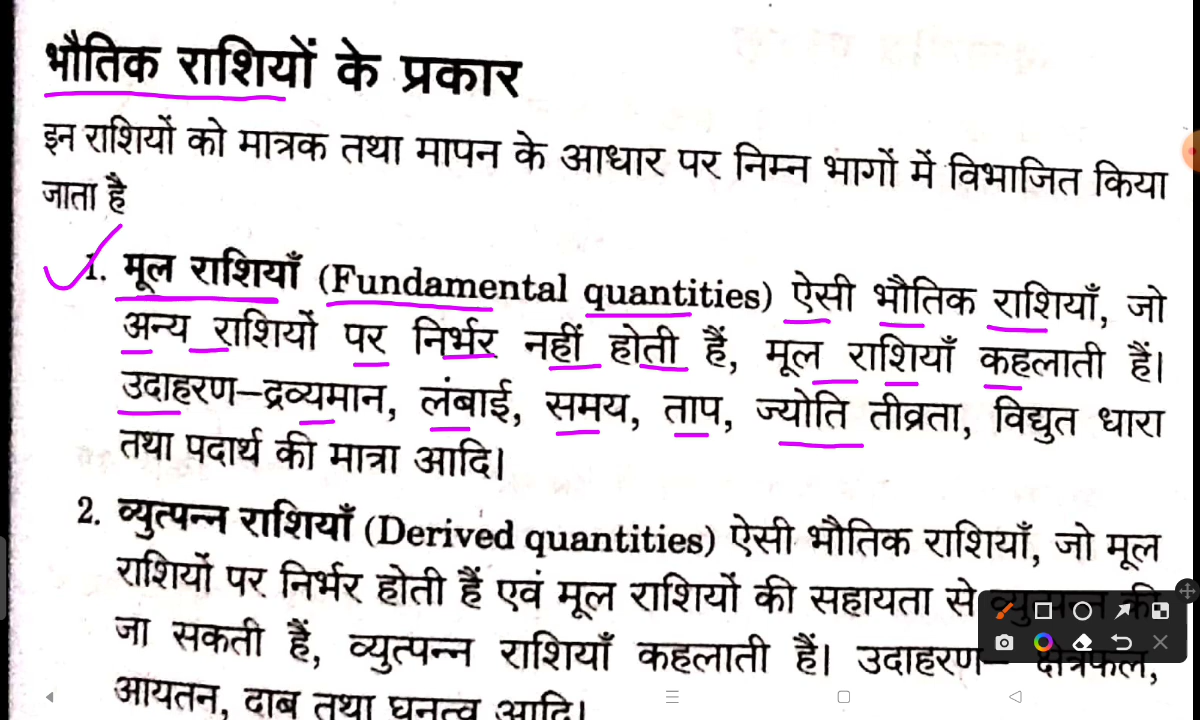 भौतिक राशियों के प्रकार
इन राशियों को मात्रक तथा मापन के आधार पर निम्न भागों में विभाजित किया
जाता है
1. मूल राशियाँ (Fundamental quantities) ऐसी भौतिक राशियाँ, जो
अन्य राशियों पर निर्भर नहीं होती हैं, मूल राशियाँ कहलाती हैं।
उदाहरण–द्रव्यमान, लंबाई, समय, ताप, ज्योति तीव्रता, विद्युत धारा
तथा पदार्थ की मात्रा आदि।
2. व्युत्पन्न राशियाँ (Derived quantities) ऐसी भौतिक राशियाँ, जो मूल
राशियों पर निर्भर होती हैं एवं मूल राशियों की सहायता से व्युत्पन्न की
जा सकती हैं, व्युत्पन्न राशियाँ कहलाती हैं। उदाहरण– क्षेत्रफल,
आयतन, दाब तथा घनत्व आदि।